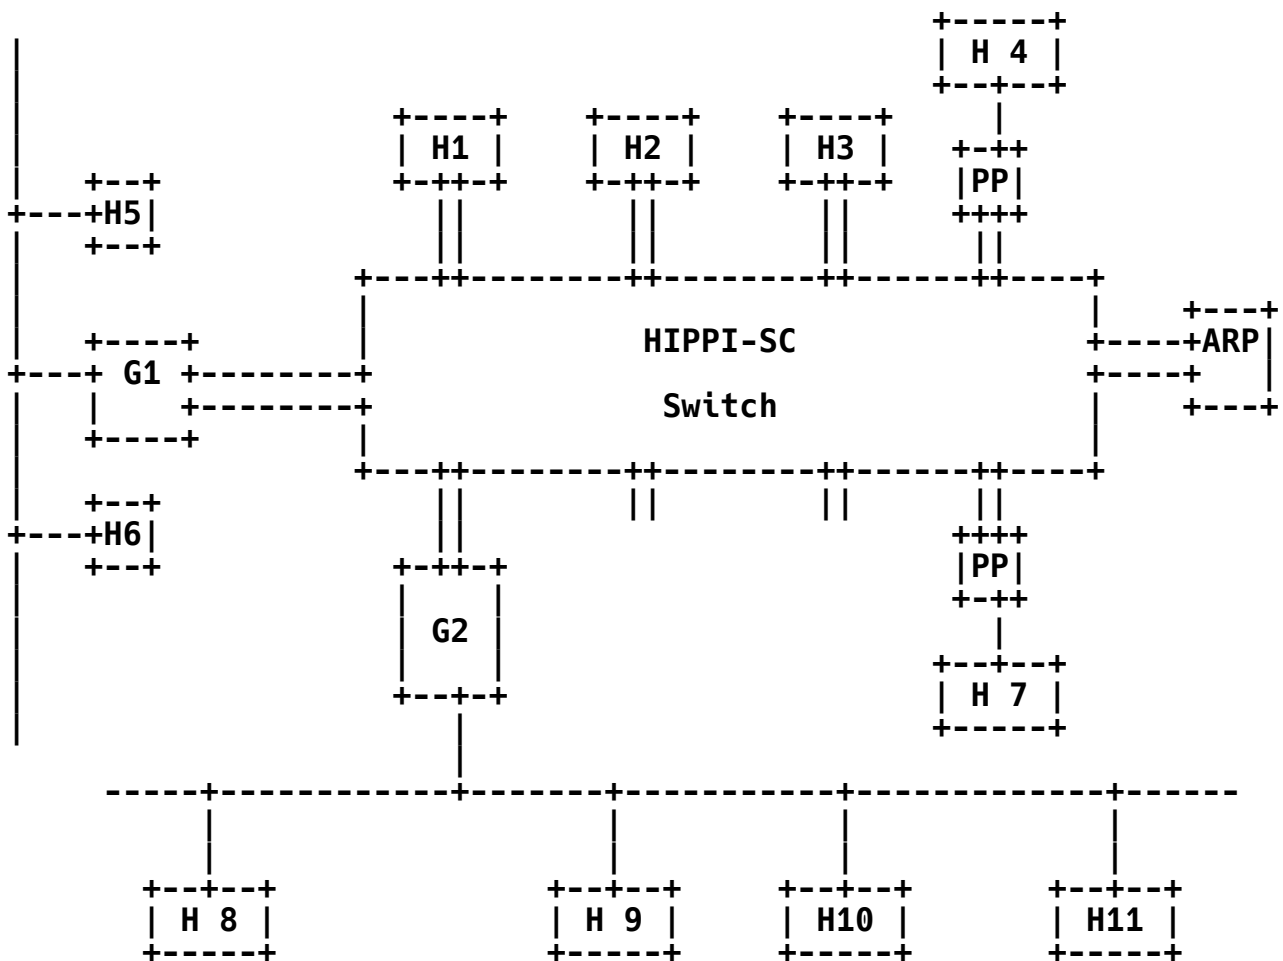 H 4
H1 H2 H3
PP
H5
HIPPI-SC
ARP
G1
Switch
H6
PP
G2
H 7
H 8 H 9 H10 H11